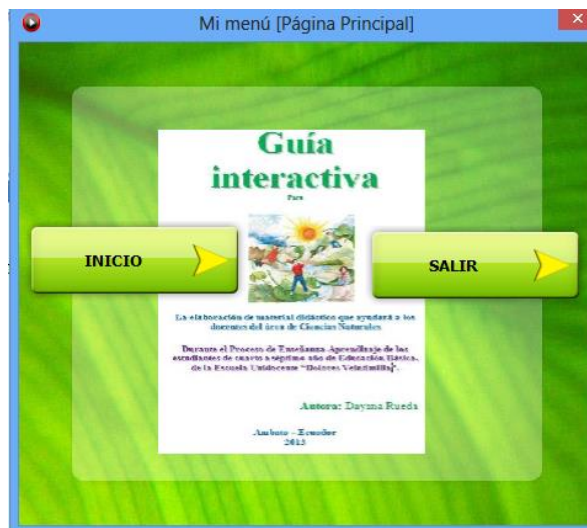 Mi menú [Página Principal]
Guía
interactiva
Para
INICIO
SALIR
La elaboración de material didáctico que ayudará a los
docentes del área de Ciencias Naturales
Durante el Proceso de Enseñanza-Aprendizaje de los
estudiantes de cuarto a séptimo año de Educación Básica
de la Escuela Unidocente "Dolores Veintimilla".
Autora: Dayana Rueda
Ambato - Ecuador
2013